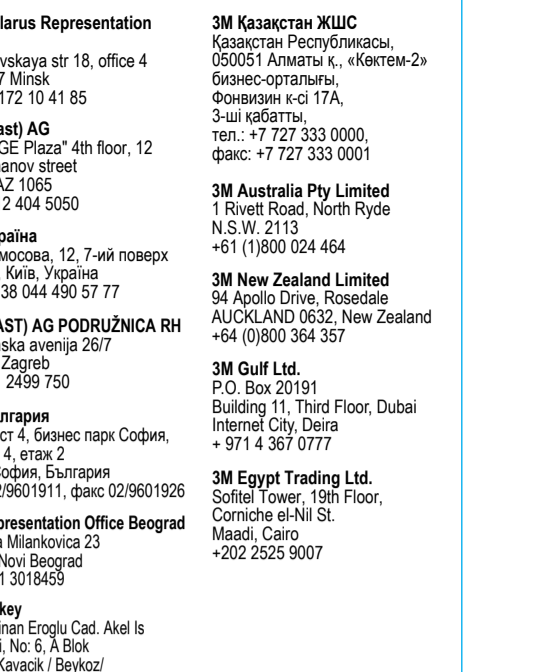 larus Representation
vskaya str 18, office 4
7 Minsk
172 10 41 85
ast) AG
GE Plaza" 4th floor, 12
anov street
AZ 1065
2 404 5050
раїна
мосова, 12, 7-ий поверх
Київ, Україна
38 044 490 57 77
AST) AG PODRUŽNICA RH
ska avenija 26/7
Zagreb
2499 750
лгария
ст 4, бизнес парк София,
4, етаж 2
София, България
2/9601911, факс 02/9601926
presentation Office Beograd
a Milankovica 23
Novi Beograd
1 3018459
key
inan Eroglu Cad. Akel Is
i, No: 6, A Blok
Kavacik / Beykoz/
3M Қазақстан ЖШС
Қазақстан Республикасы,
050051 Алматы қ., «Көктем-2»
бизнес-орталығы,
Фонвизин к-сі 17А,
3-ші қабатты,
тел.: +7 727 333 0000,
факс: +7 727 333 0001
3M Australia Pty Limited
1 Rivett Road, North Ryde
N.S.W. 2113
+61 (1)800 024 464
3M New Zealand Limited
94 Apollo Drive, Rosedale
AUCKLAND 0632, New Zealand
+64 (0)800 364 357
3M Gulf Ltd.
P.O. Box 20191
Building 11, Third Floor, Dubai
Internet City, Deira
+ 971 4 367 0777
3M Egypt Trading Ltd.
Sofitel Tower, 19th Floor,
Corniche el-Nil St.
Maadi, Cairo
+202 2525 9007